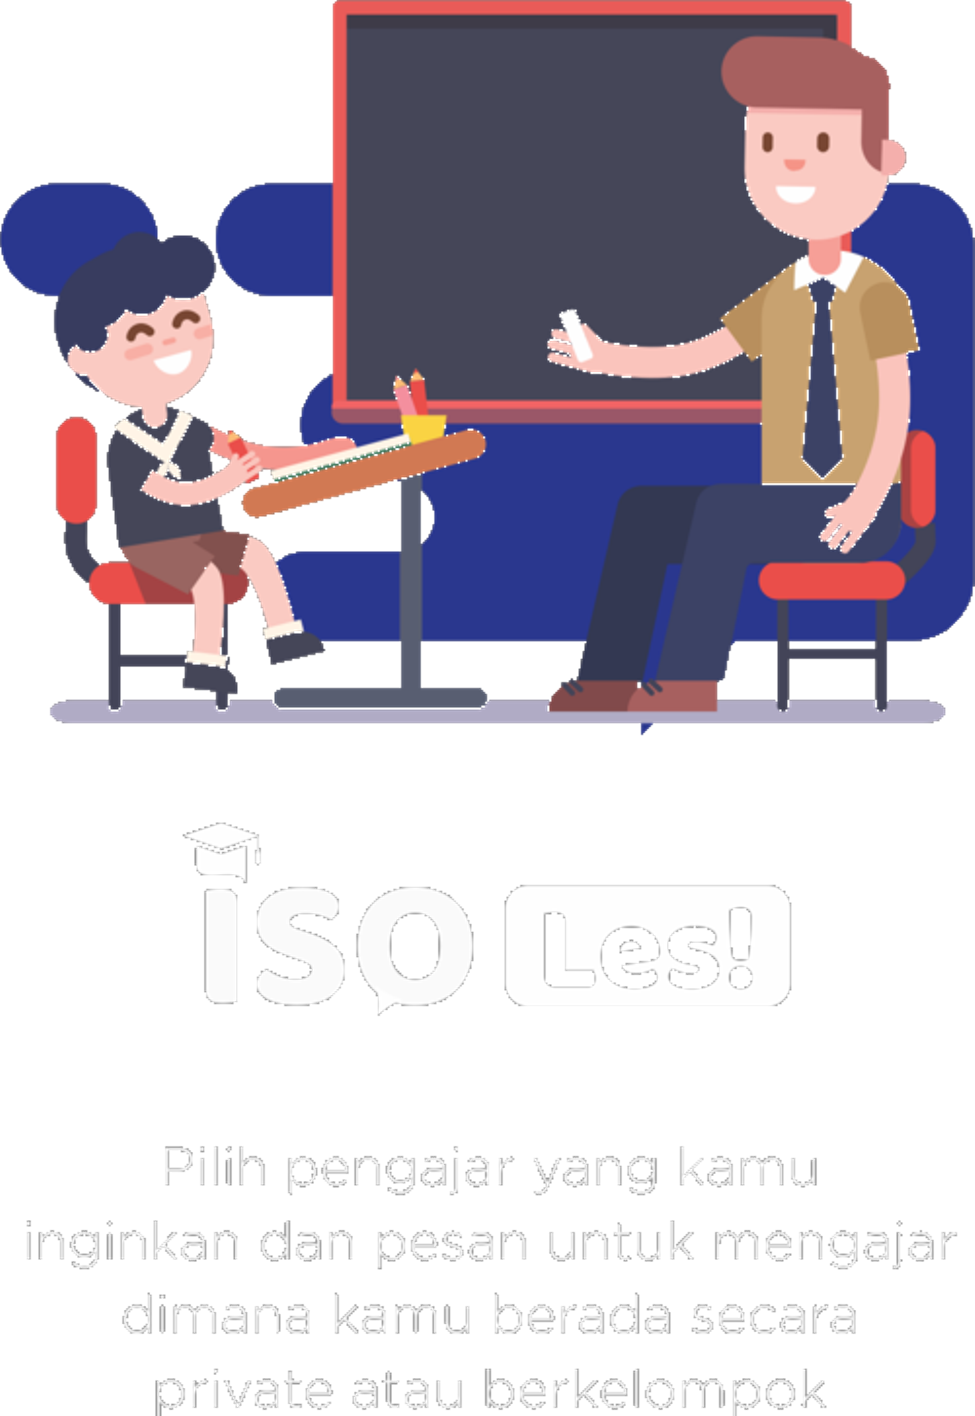 iso Les!
Pilih pengajar yang kamu
inginkan dan pesan untuk mengajar
dimana kamu berada secara
private atau berkelompok